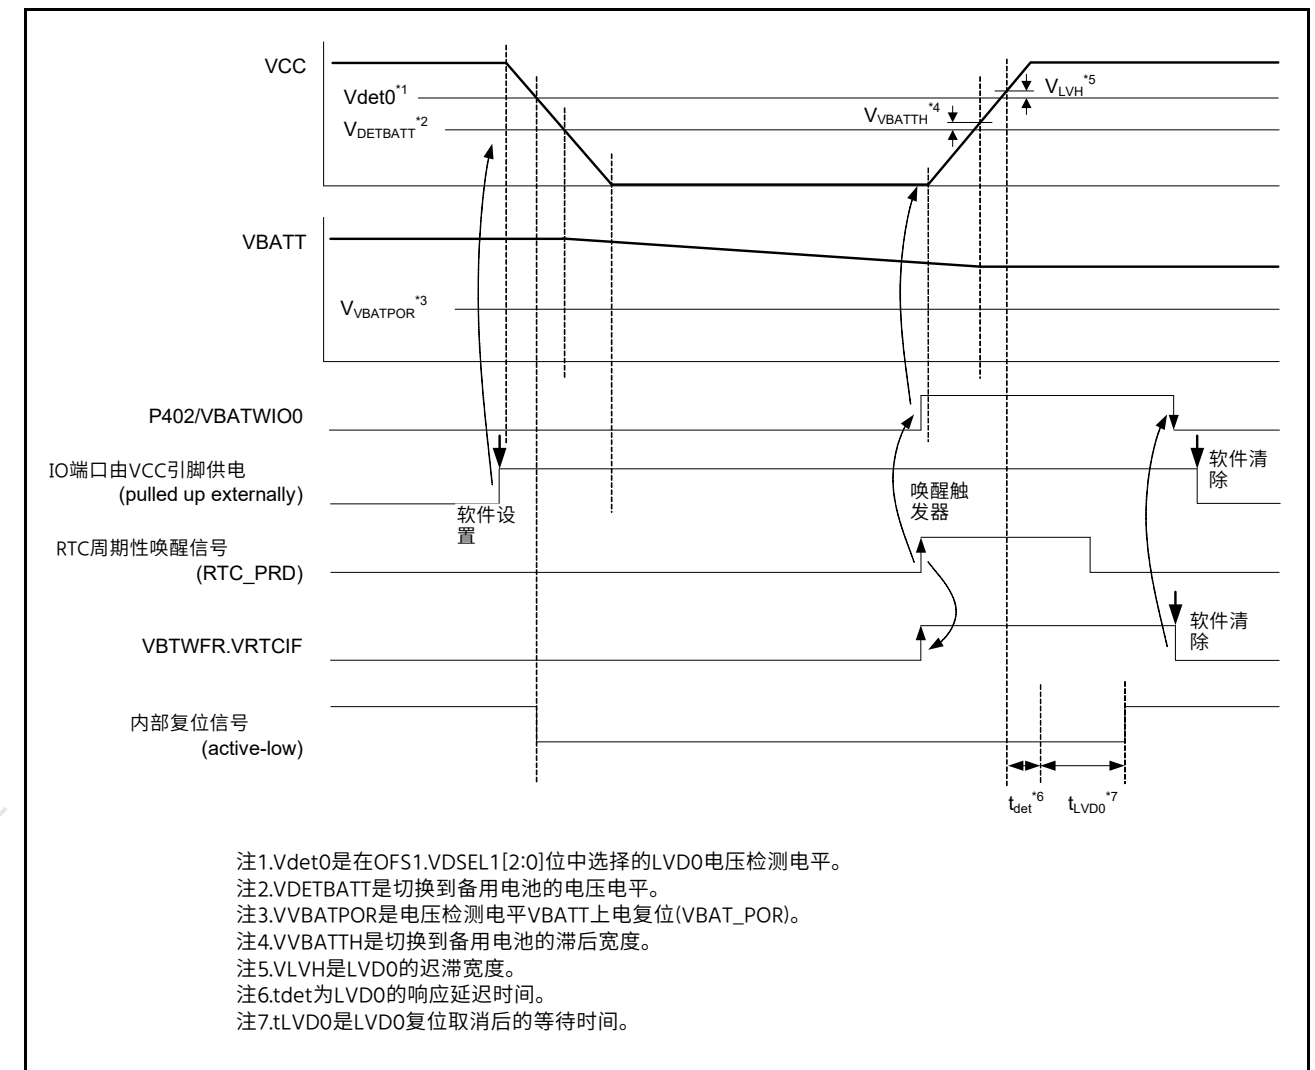 VCC
Vdet0*1
VDETBATT*2
VVBATTH*4
VLVH*5
VBATT
VVBATPOR*3
P402/VBATWIO0
IO端口由VCC引脚供电
(pulled up externally)
软件设
置
唤醒触
发器
软件清
除
RTC周期性唤醒信号
(RTC_PRD)
VBTWFR.VRTCIF
软件清
除
内部复位信号
(active-low)
tdet*6
tLVD0*7
注1.Vdet0是在OFS1.VDSEL1[2:0]位中选择的LVD0电压检测电平。
注2.VDETBATT是切换到备用电池的电压电平。
注3.VVBATPOR是电压检测电平VBATT上电复位(VBAT_POR)。
注4.VVBATTH是切换到备用电池的滞后宽度。
注5.VLVH是LVD0的迟滞宽度。
注6.tdet为LVD0的响应延迟时间。
注7.tLVD0是LVD0复位取消后的等待时间。